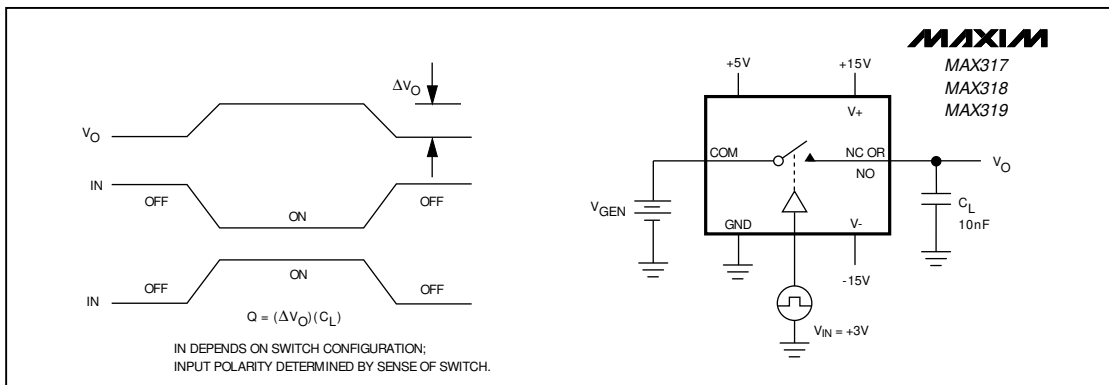 ΔVO
VO
IN
OFF
ON
OFF
IN
OFF
ON
OFF
Q = (ΔVO)(CL)
IN DEPENDS ON SWITCH CONFIGURATION;
INPUT POLARITY DETERMINED BY SENSE OF SWITCH.
MAXIM
MAX317
MAX318
MAX319
+5V
+15V
V+
COM
NC OR
NO
VO
VGEN
CL
10nF
GND
V-
-15V
VIN = +3V